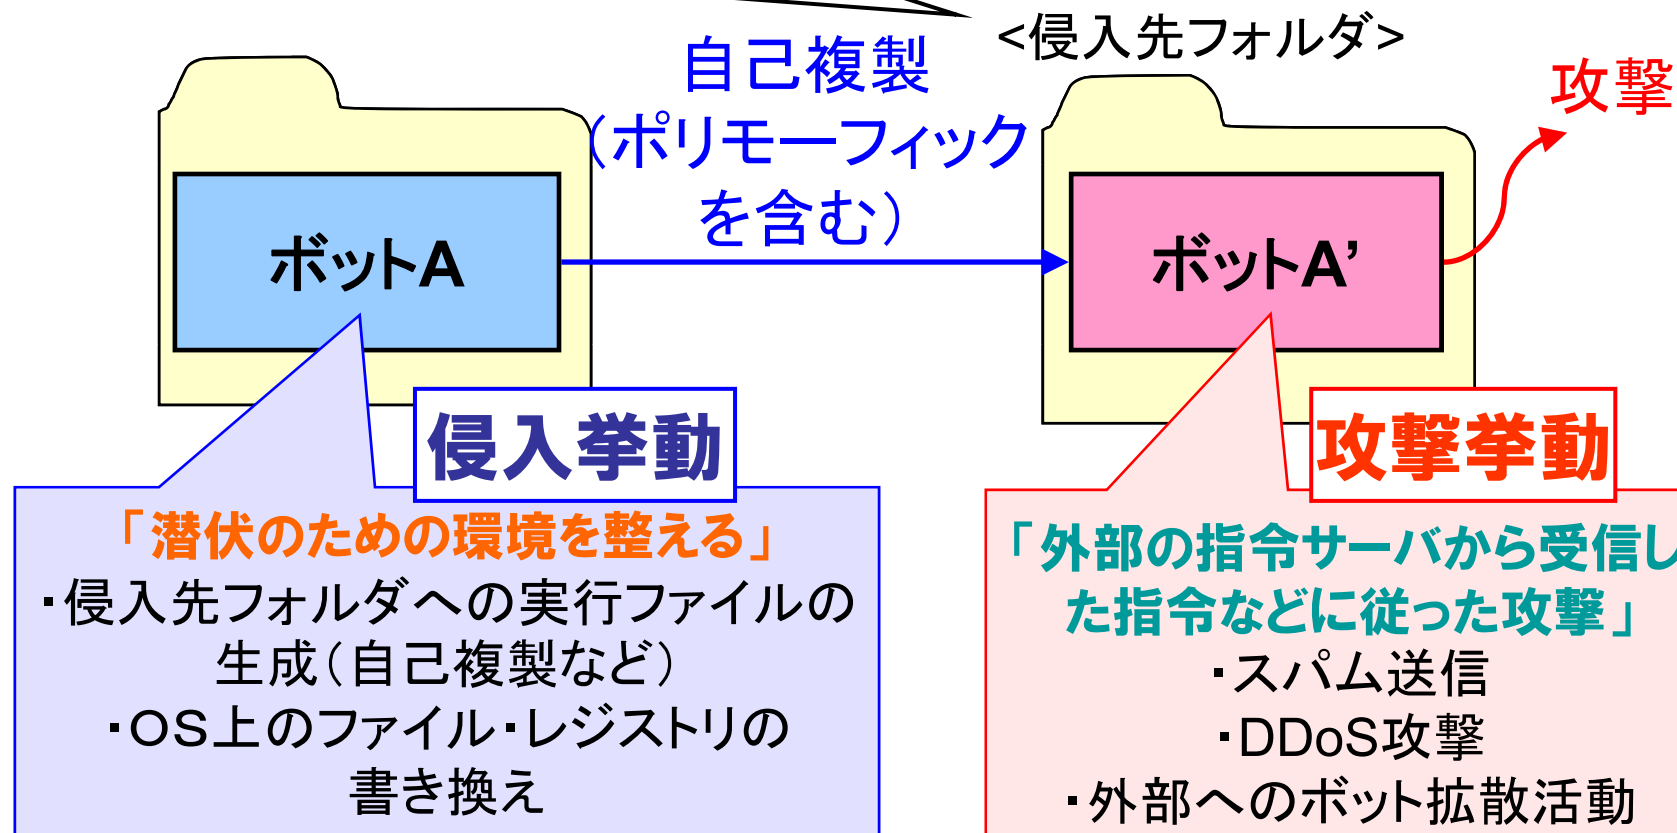 <侵入先フォルダ>
自己複製
（ポリモーフィック
を含む）
攻撃
ボットA
ボットA’
侵入挙動
「潜伏のための環境を整える」
・侵入先フォルダへの実行ファイルの
生成（自己複製など）
・ＯＳ上のファイル・レジストリの
書き換え
攻撃挙動
「外部の指令サーバから受信し
た指令などに従った攻撃」
・スパム送信
・DDoS攻撃
・外部へのボット拡散活動